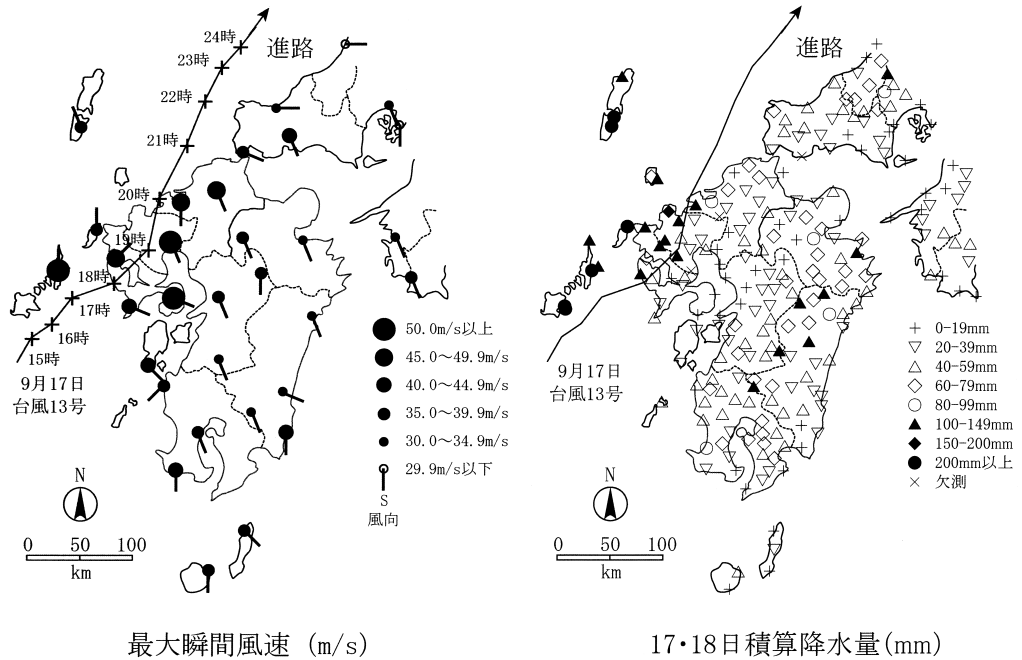 24時
23時
進路
22時
21時
20時
19時
18時
17時
16時
15時
9月17日
台風13号
50.0m/s以上
45.0〜49.9m/s
40.0〜44.9m/s
35.0〜39.9m/s
30.0〜34.9m/s
29.9m/s以下
S
風向
N
0 50 100
km
最大瞬間風速 (m/s)
進路
9月17日
台風13号
0-19mm
20-39mm
40-59mm
60-79mm
80-99mm
100-149mm
150-200mm
200mm以上
欠測
N
0 50 100
km
17・18日積算降水量(mm)